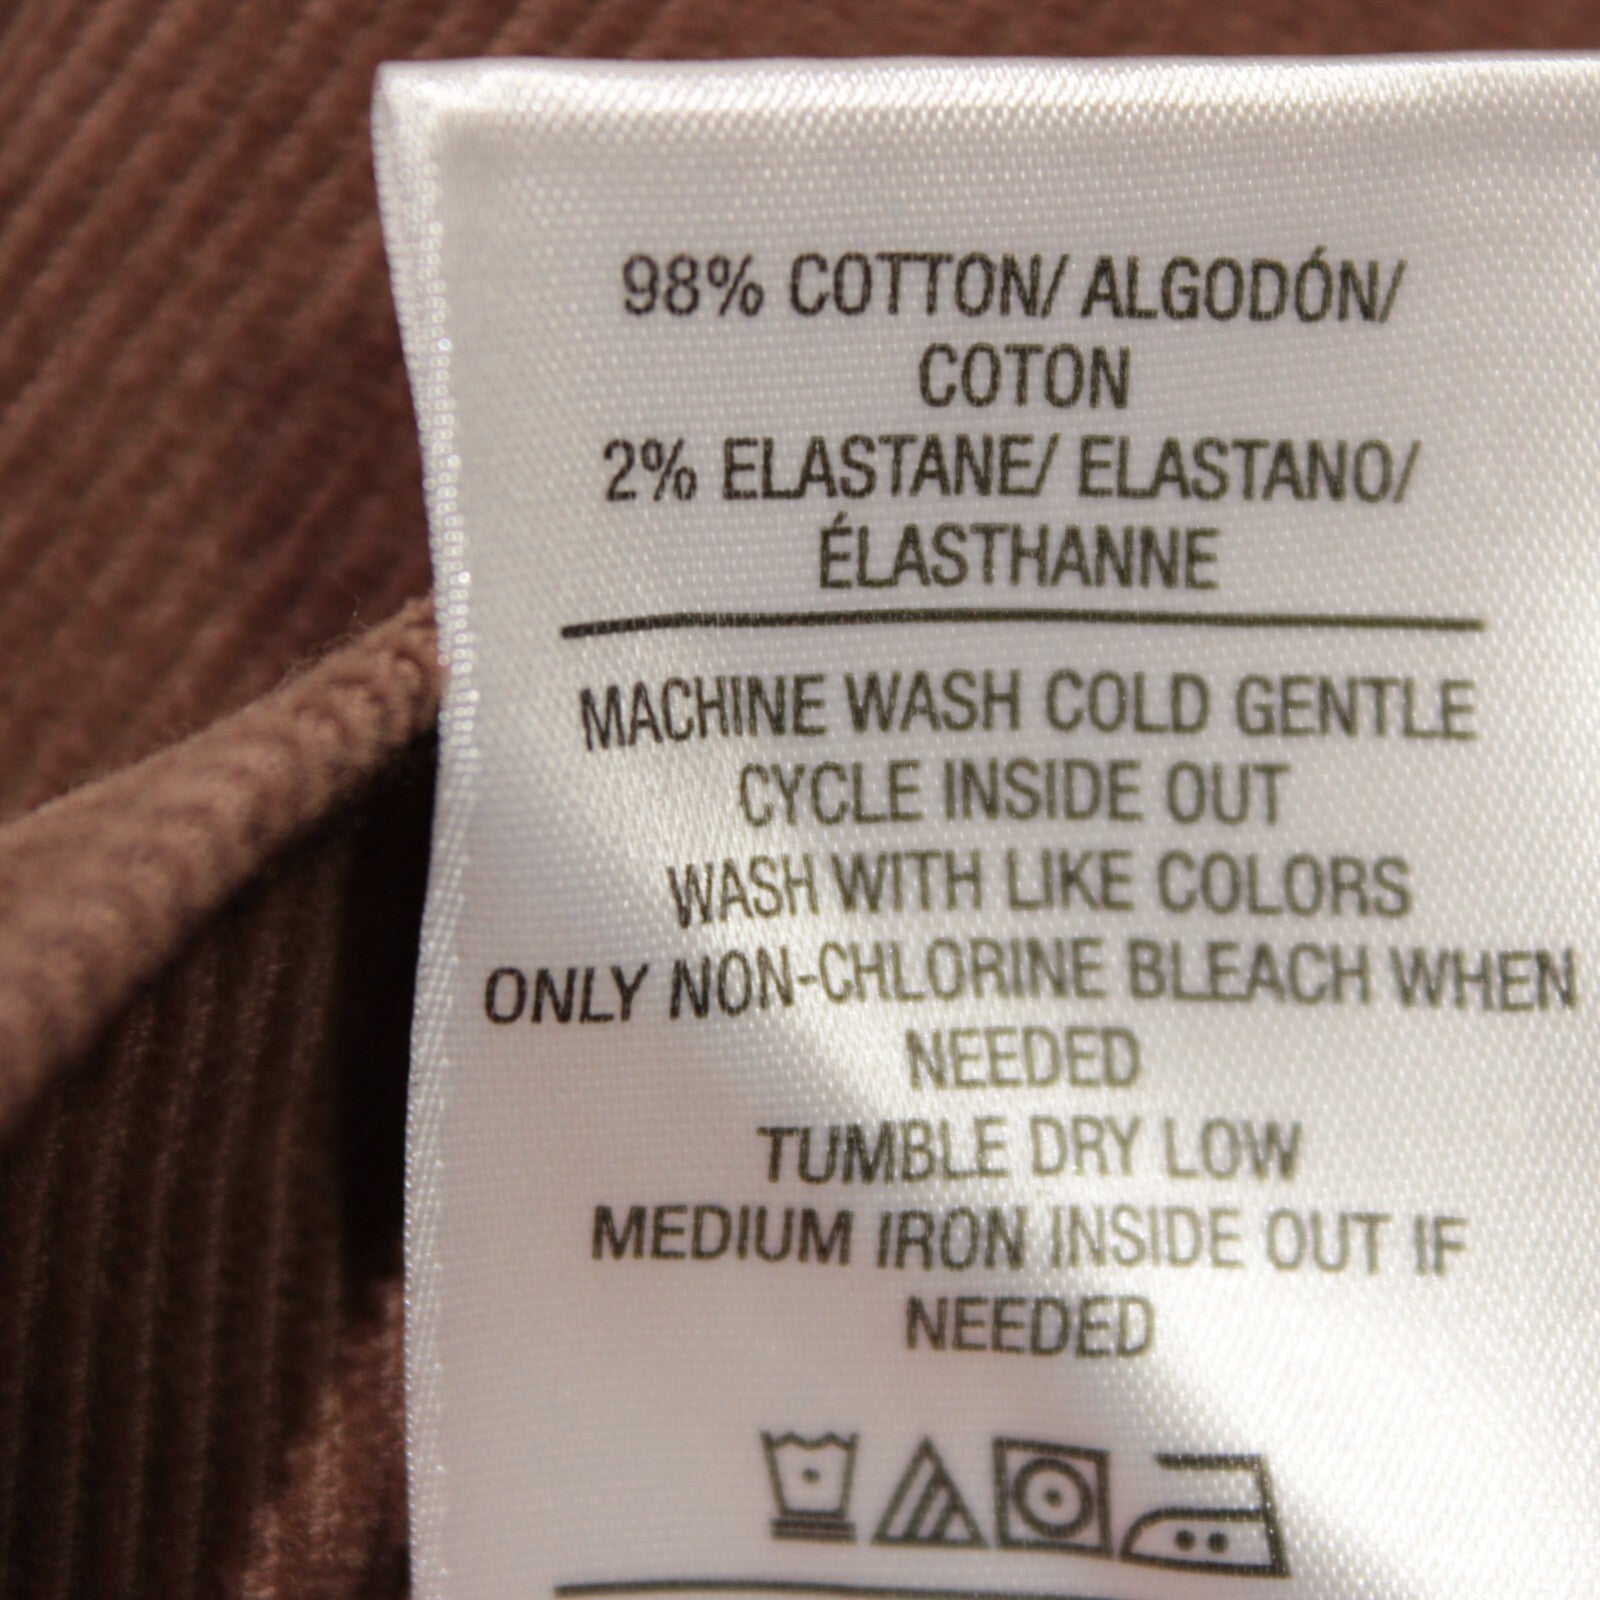 98% COTTON/ ALGODÓN/
COTON
2% ELASTANE/ ELASTANO/
ÉLASTHANNE
MACHINE WASH COLD GENTLE
CYCLE INSIDE OUT
WASH WITH LIKE COLORS
ONLY NON-CHLORINE BLEACH WHEN
NEEDED
TUMBLE DRY LOW
MEDIUM IRON INSIDE OUT IF
NEEDED